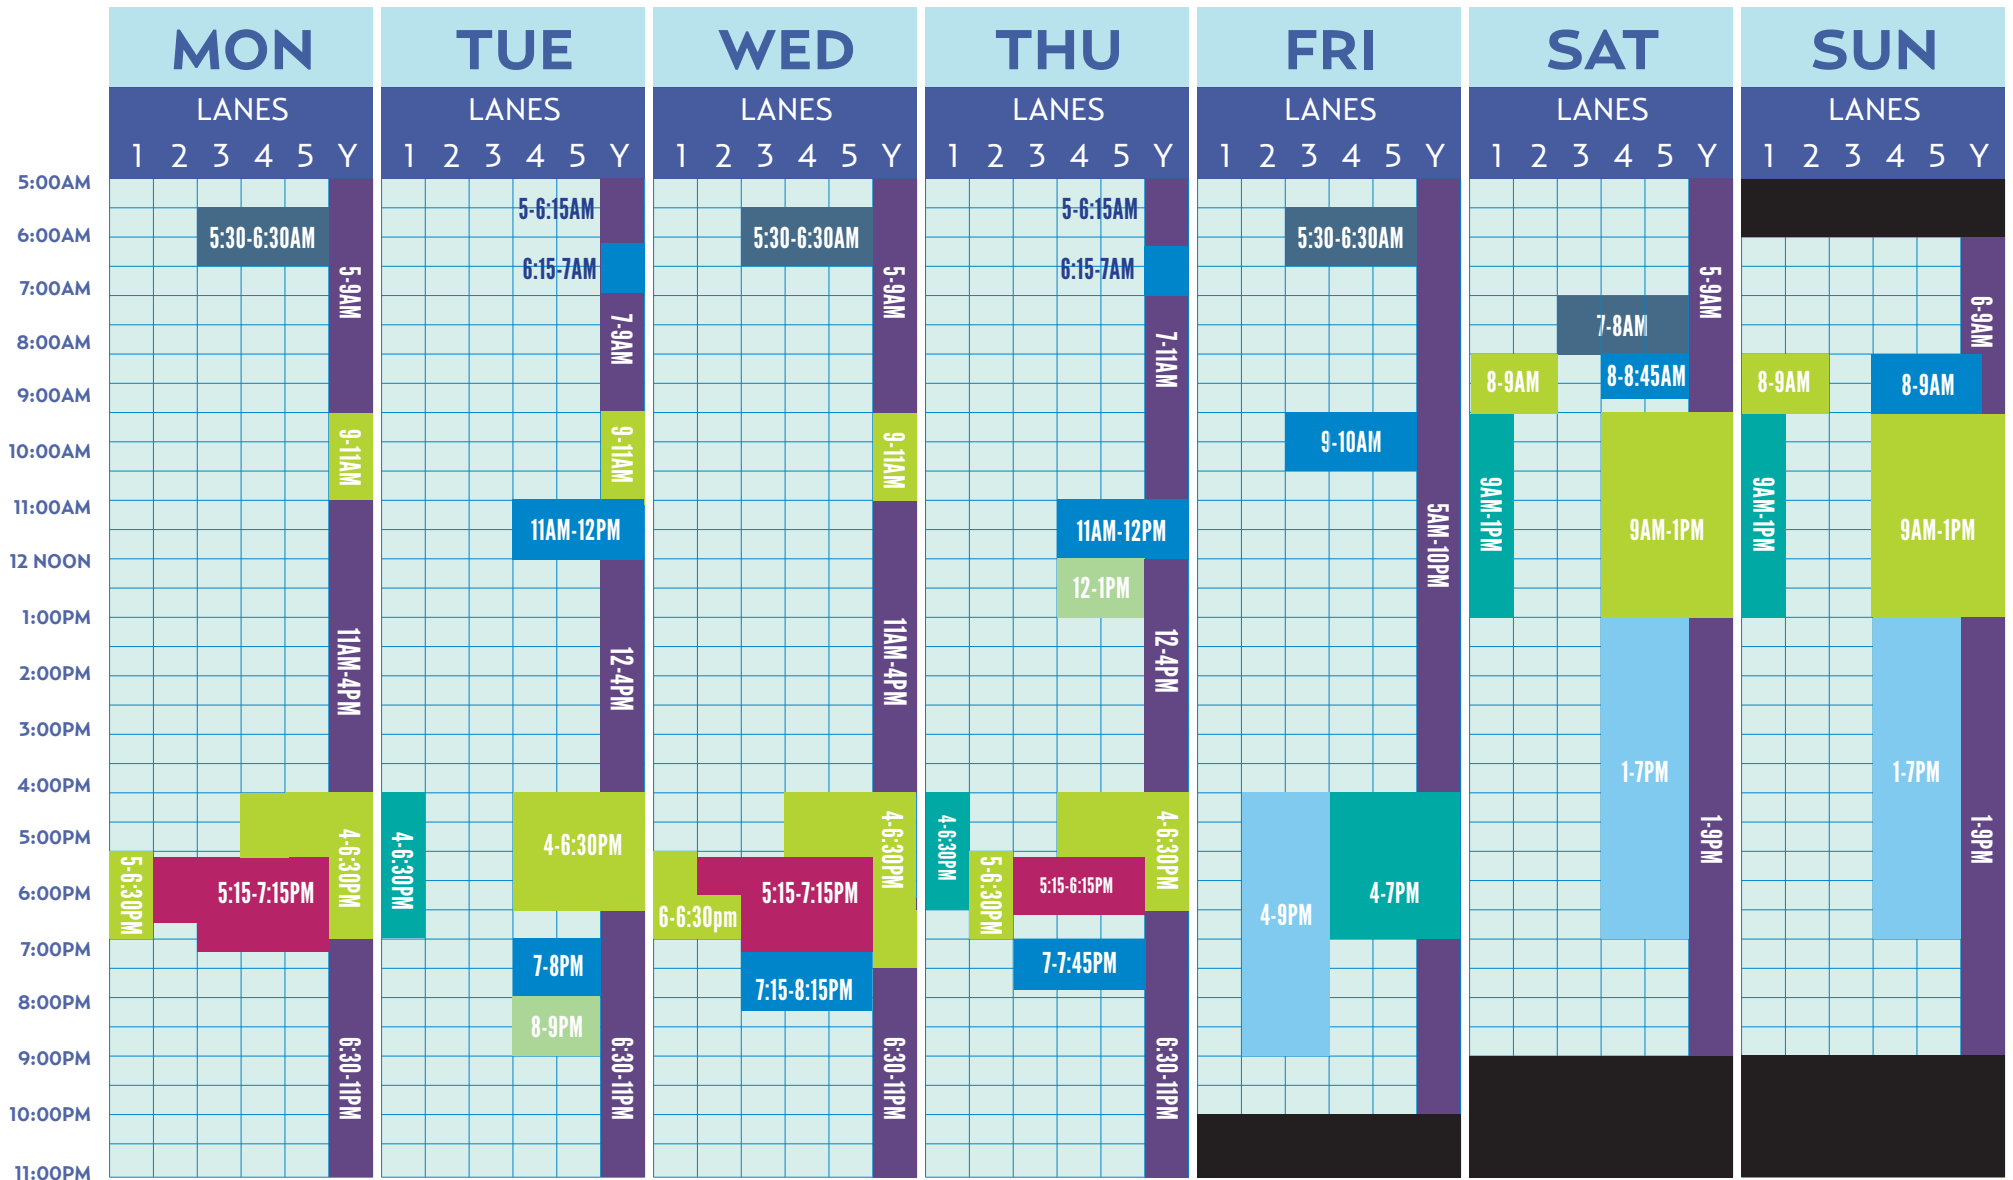 MON TUE WED THU FRI SAT SUN
LANES LANES LANES LANES LANES LANES LANES
1 2 3 4 5 Y 1 2 3 4 5 Y 1 2 3 4 5 Y 1 2 3 4 5 Y 1 2 3 4 5 Y 1 2 3 4 5 Y 1 2 3 4 5 Y
5:00AM
6:00AM
7:00AM
8:00AM
9:00AM
10:00AM
11:00AM
12 NOON
1:00PM
2:00PM
3:00PM
4:00PM
5:00PM
6:00PM
7:00PM
8:00PM
9:00PM
10:00PM
11:00PM
5:30-6:30AM
5-9AM
9-11AM
11AM-4PM
4-6:30PM
5-6:30PM
5:15-7:15PM
6:30-11PM
5-6:15AM
6:15-7AM
7-9AM
9-11AM
11AM-12PM
12-4PM
4-6:30PM
4-6:30PM
7-8PM
8-9PM
6:30-11PM
5:30-6:30AM
5-9AM
9-11AM
11AM-4PM
4-6:30PM
5:15-7:15PM
6-6:30pm
7:15-8:15PM
6:30-11PM
5-6:15AM
6:15-7AM
7-11AM
11AM-12PM
12-1PM
12-4PM
4-6:30PM
4-6:30PM
5-6:30PM
5:15-6:15PM
7-7:45PM
6:30-11PM
5:30-6:30AM
9-10AM
5AM-10PM
4-9PM
4-7PM
5-9AM
7-8AM
8-9AM
8-8:45AM
9AM-1PM
9AM-1PM
1-7PM
1-9PM
6-9AM
8-9AM
8-9AM
9AM-1PM
9AM-1PM
1-7PM
1-9PM